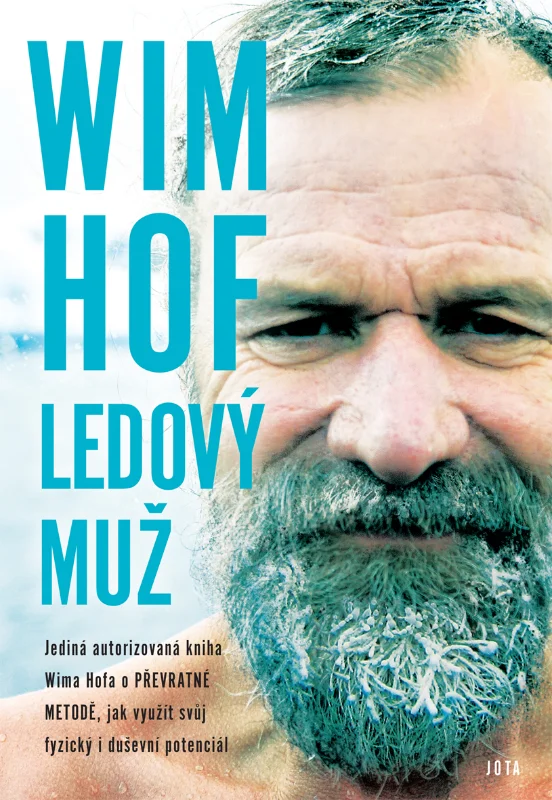 WIM
HOF
LEDOVÝ
MUŽ
Jediná autorizovaná kniha
Wima Hofa o PŘEVRATNÉ
METODĚ, jak využít svůj
fyzický i duševní potenciál
JOTA